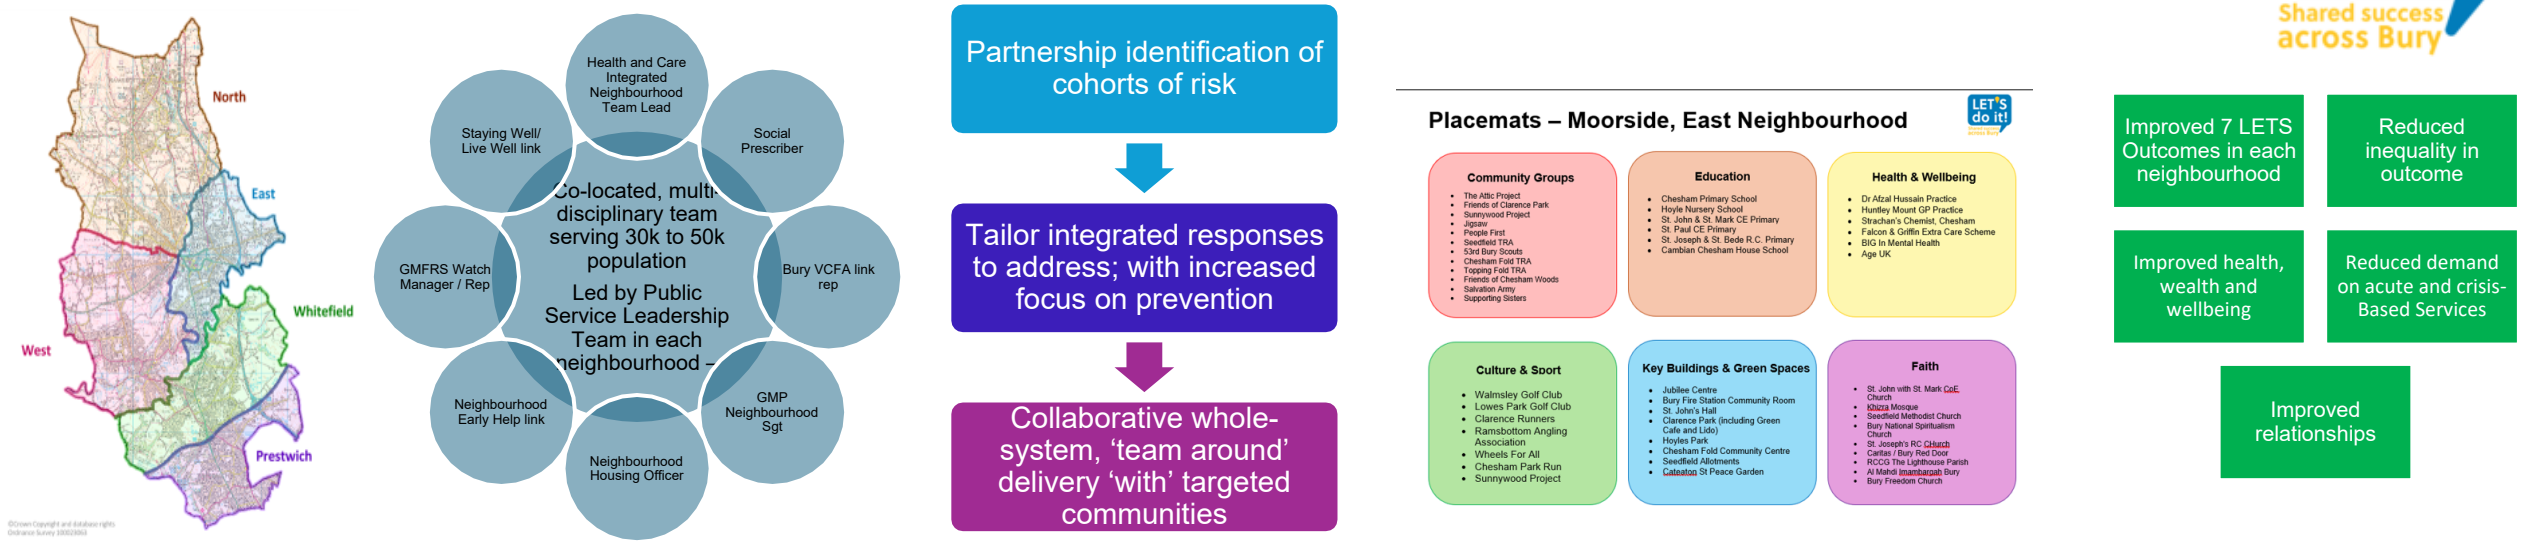 North
East
Whitefield
West
Prestwich
©Crown Copyright and database rights
Ordnance Survey 100023063
Health and Care
Integrated
Neighbourhood
Team Lead
Social
Prescriber
Bury VCFA link
rep
GMP
Neighbourhood
Sgt
Neighbourhood
Housing Officer
Neighbourhood
Early Help link
GMFRS Watch
Manager / Rep
Staying Well/
Live Well link
Co-located, multi-
disciplinary team
serving 30k to 50k
population
Led by Public
Service Leadership
Team in each
neighbourhood –
Partnership identification of
cohorts of risk
Tailor integrated responses
to address; with increased
focus on prevention
Collaborative whole-
system, ‘team around’
delivery ‘with’ targeted
communities
Placemats – Moorside, East Neighbourhood
LET'S
do it!
Community Groups
• The Attic Project
• Friends of Clarence Park
• Sunnywood Project
• Jigsaw
• People First
• Seedfield TRA
• 53rd Bury Scouts
• Chesham Fold TRA
• Topping Fold TRA
• Friends of Chesham Woods
• Salvation Army
• Supporting Sisters
Education
• Chesham Primary School
• Hoyle Nursery School
• St. John & St. Mark CE Primary
• St. Paul CE Primary
• St. Joseph & St. Bede R.C. Primary
• Cambian Chesham House School
Health & Wellbeing
• Dr Afzal Hussain Practice
• Huntley Mount GP Practice
• Strachan's Chemist, Chesham
• Falcon & Griffin Extra Care Scheme
• BIG In Mental Health
• Age UK
Culture & Sport
• Walmsley Golf Club
• Lowes Park Golf Club
• Clarence Runners
• Ramsbottom Angling
Association
• Wheels For All
• Chesham Park Run
• Sunnywood Project
Key Buildings & Green Spaces
• Jubilee Centre
• Bury Fire Station Community Room
• St. John's Hall
• Clarence Park (including Green
Cafe and Lido)
• Hoyles Park
• Chesham Fold Community Centre
• Seedfield Allotments
• Cateaton St Peace Garden
Faith
• St. John with St. Mark CoE
Church
• Khizra Mosque
• Seedfield Methodist Church
• Bury National Spiritualism
Church
• St. Joseph's RC CHurch
• Caritas / Bury Red Door
• RCCG The Lighthouse Parish
• Al Mahdi Imambargah Bury
• Bury Freedom Church
Shared success
across Bury
Improved 7 LETS
Outcomes in each
neighbourhood
Reduced
inequality in
outcome
Improved health,
wealth and
wellbeing
Reduced demand
on acute and crisis-
Based Services
Improved
relationships